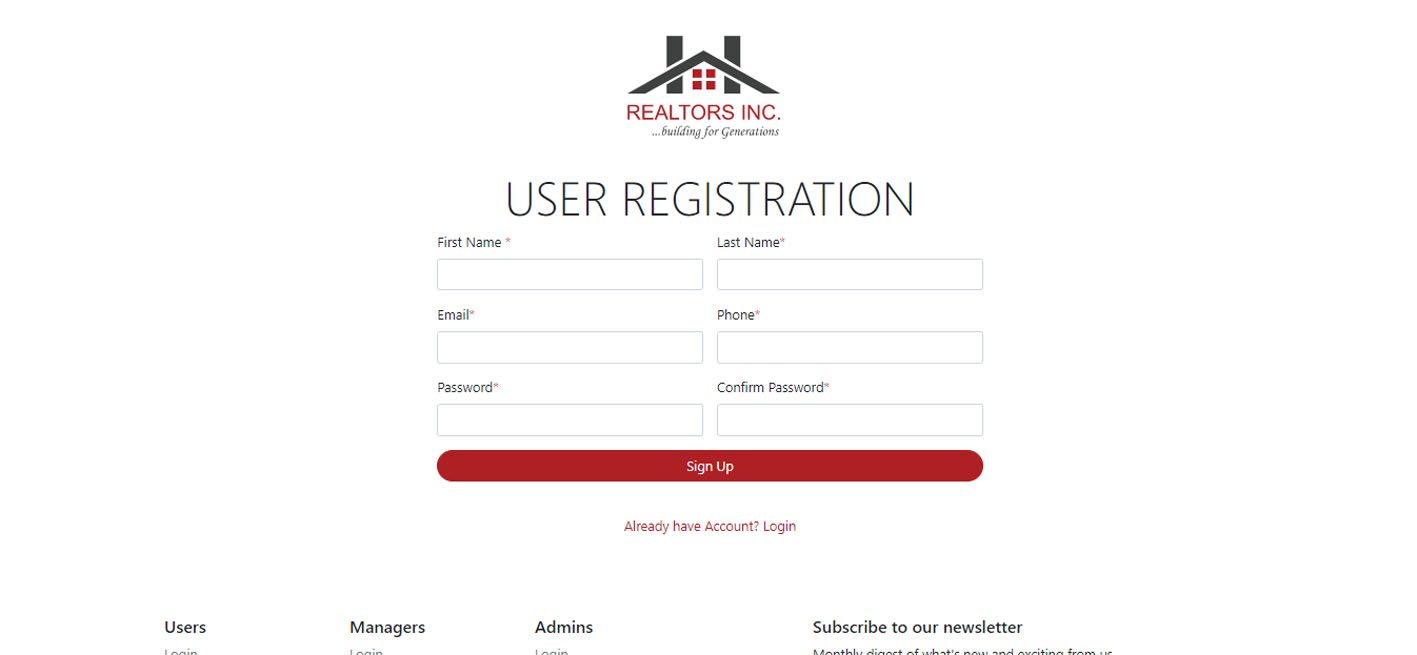 REALTORS INC.
...building for Generations
USER REGISTRATION
First Name * Last Name*
Email* Phone*
Password* Confirm Password*
Sign Up
Already have Account? Login
Users Managers Admins Subscribe to our newsletter
Login Login Login Monthly digest of what's new and exciting from us.